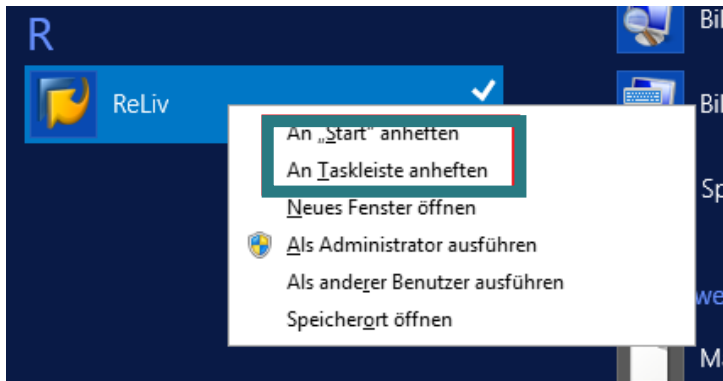 R
ReLiv
An „Start" anheften
An Taskleiste anheften
Neues Fenster öffnen
Als Administrator ausführen
Als anderer Benutzer ausführen
Speicherort öffnen